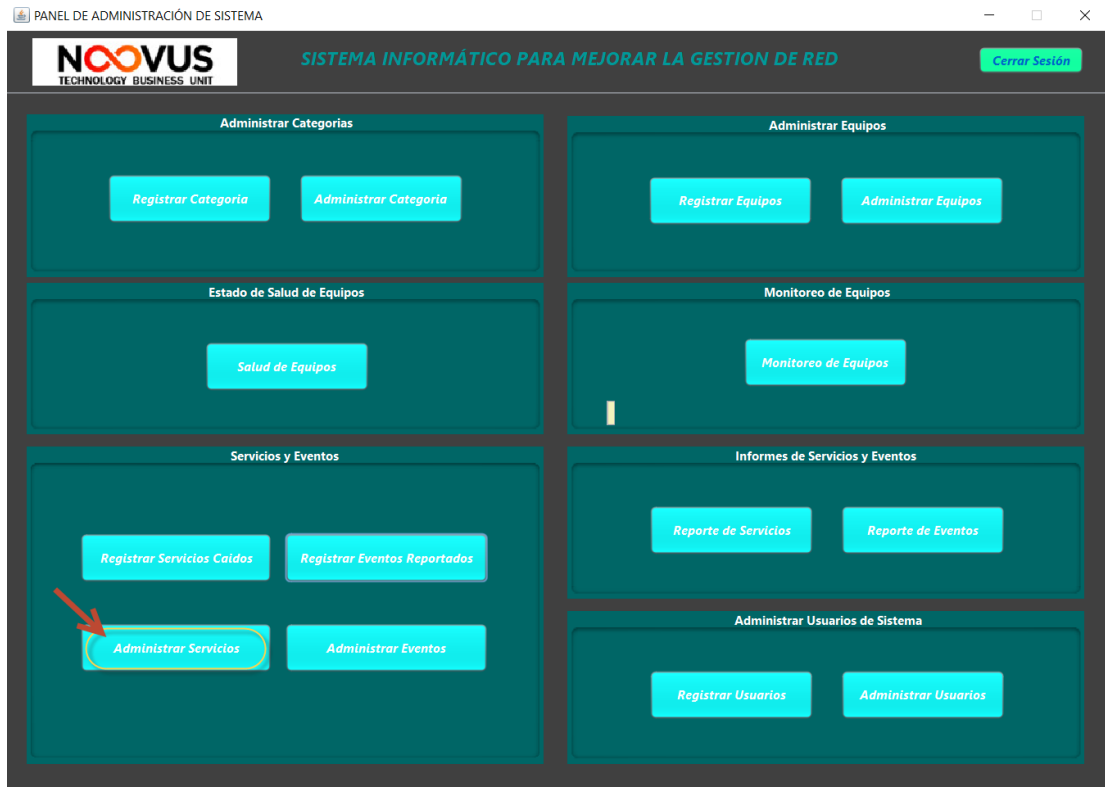 PANEL DE ADMINISTRACIÓN DE SISTEMA
NOOVUS
TECHNOLOGY BUSINESS UNIT
SISTEMA INFORMÁTICO PARA MEJORAR LA GESTION DE RED
Cerrar Sesión
Administrar Categorias
Registrar Categoria
Administrar Categoria
Administrar Equipos
Registrar Equipos
Administrar Equipos
Estado de Salud de Equipos
Salud de Equipos
Monitoreo de Equipos
Monitoreo de Equipos
Servicios y Eventos
Registrar Servicios Caidos
Registrar Eventos Reportados
Administrar Servicios
Administrar Eventos
Informes de Servicios y Eventos
Reporte de Servicios
Reporte de Eventos
Administrar Usuarios de Sistema
Registrar Usuarios
Administrar Usuarios